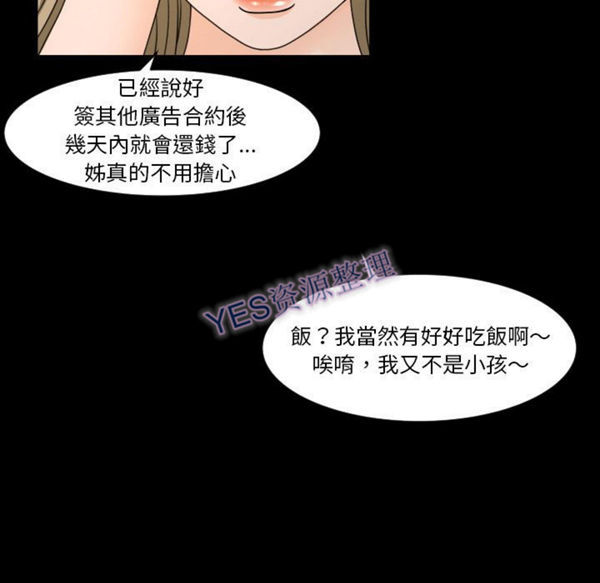 已經說好
簽其他廣告合約後
幾天內就會還錢了...
姊真的不用擔心
YES资源整理
飯？我當然有好好吃飯啊～
唉唷，我又不是小孩～